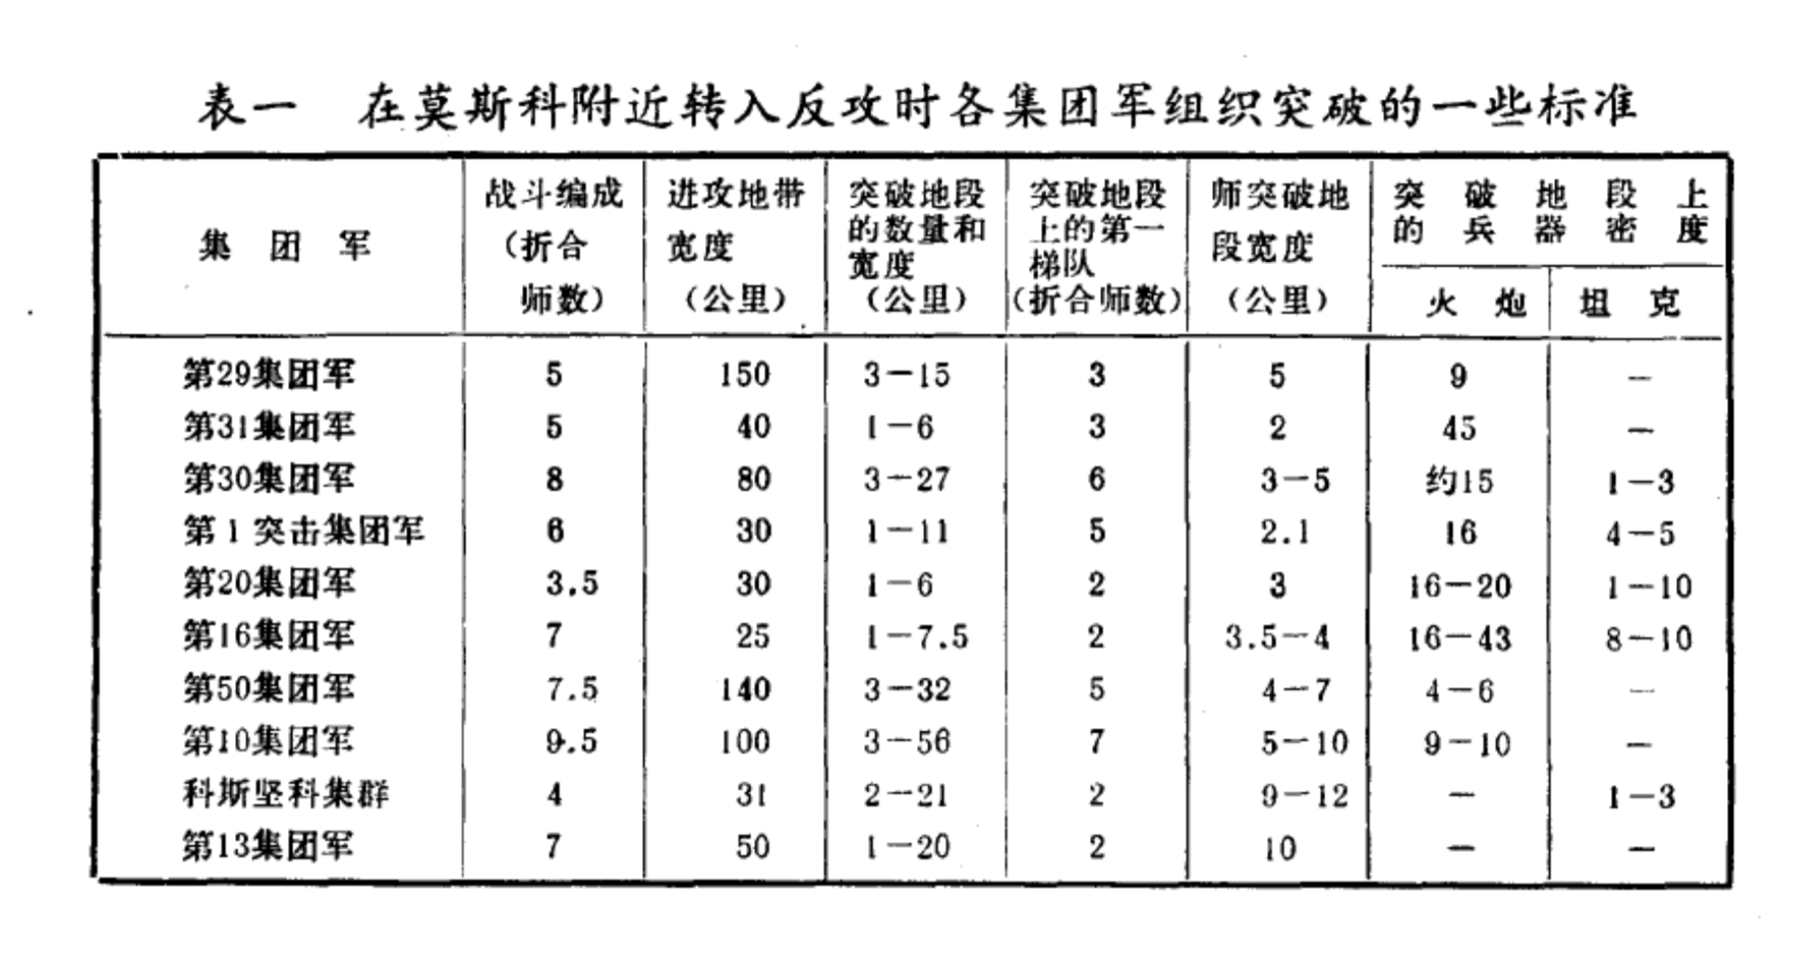 表一 在莫斯科附近转入反攻时各集团军组织突破的一些标准
集团军 战斗编成（折合师数） 进攻地带宽度（公里） 突破地段的数量和宽度（公里） 突破地段上的第一梯队（折合师数） 师突破地段宽度（公里） 突破地段上的兵器密度
火炮 坦克
第29集团军 5 150 3—15 3 5 9 —
第31集团军 5 40 1—6 3 2 45 —
第30集团军 8 80 3—27 6 3—5 约15 1—3
第1突击集团军 6 30 1—11 5 2.1 16 4—5
第20集团军 3.5 30 1—6 2 3 16—20 1—10
第16集团军 7 25 1—7.5 2 3.5—4 16—43 8—10
第50集团军 7.5 140 3—32 5 4—7 4—6 —
第10集团军 9.5 100 3—56 7 5—10 9—10 —
科斯坚科集群 4 31 2—21 2 9—12 — 1—3
第13集团军 7 50 1—20 2 10 — —